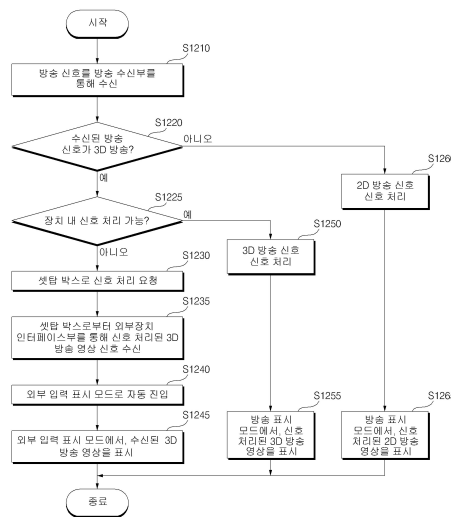 시작
S1210
방송 신호를 방송 수신부를
통해 수신
S1220
수신된 방송
신호가 3D 방송?
아니오
예
S126
2D 방송 신호
신호 처리
S1225
장치 내 신호 처리 가능?
예
아니오
S1250
3D 방송 신호
신호 처리
S1230
셋탑 박스로 신호 처리 요청
S1235
셋탑 박스로부터 외부장치
인터페이스부를 통해 신호 처리된 3D
방송 영상 신호 수신
S1240
외부 입력 표시 모드로 자동 진입
S1245
외부 입력 표시 모드에서, 수신된 3D
방송 영상을 표시
S1255
방송 표시
모드에서, 신호
처리된 3D 방송
영상을 표시
S126
방송 표시
모드에서, 신호
처리된 2D 방송
영상을 표시
종료